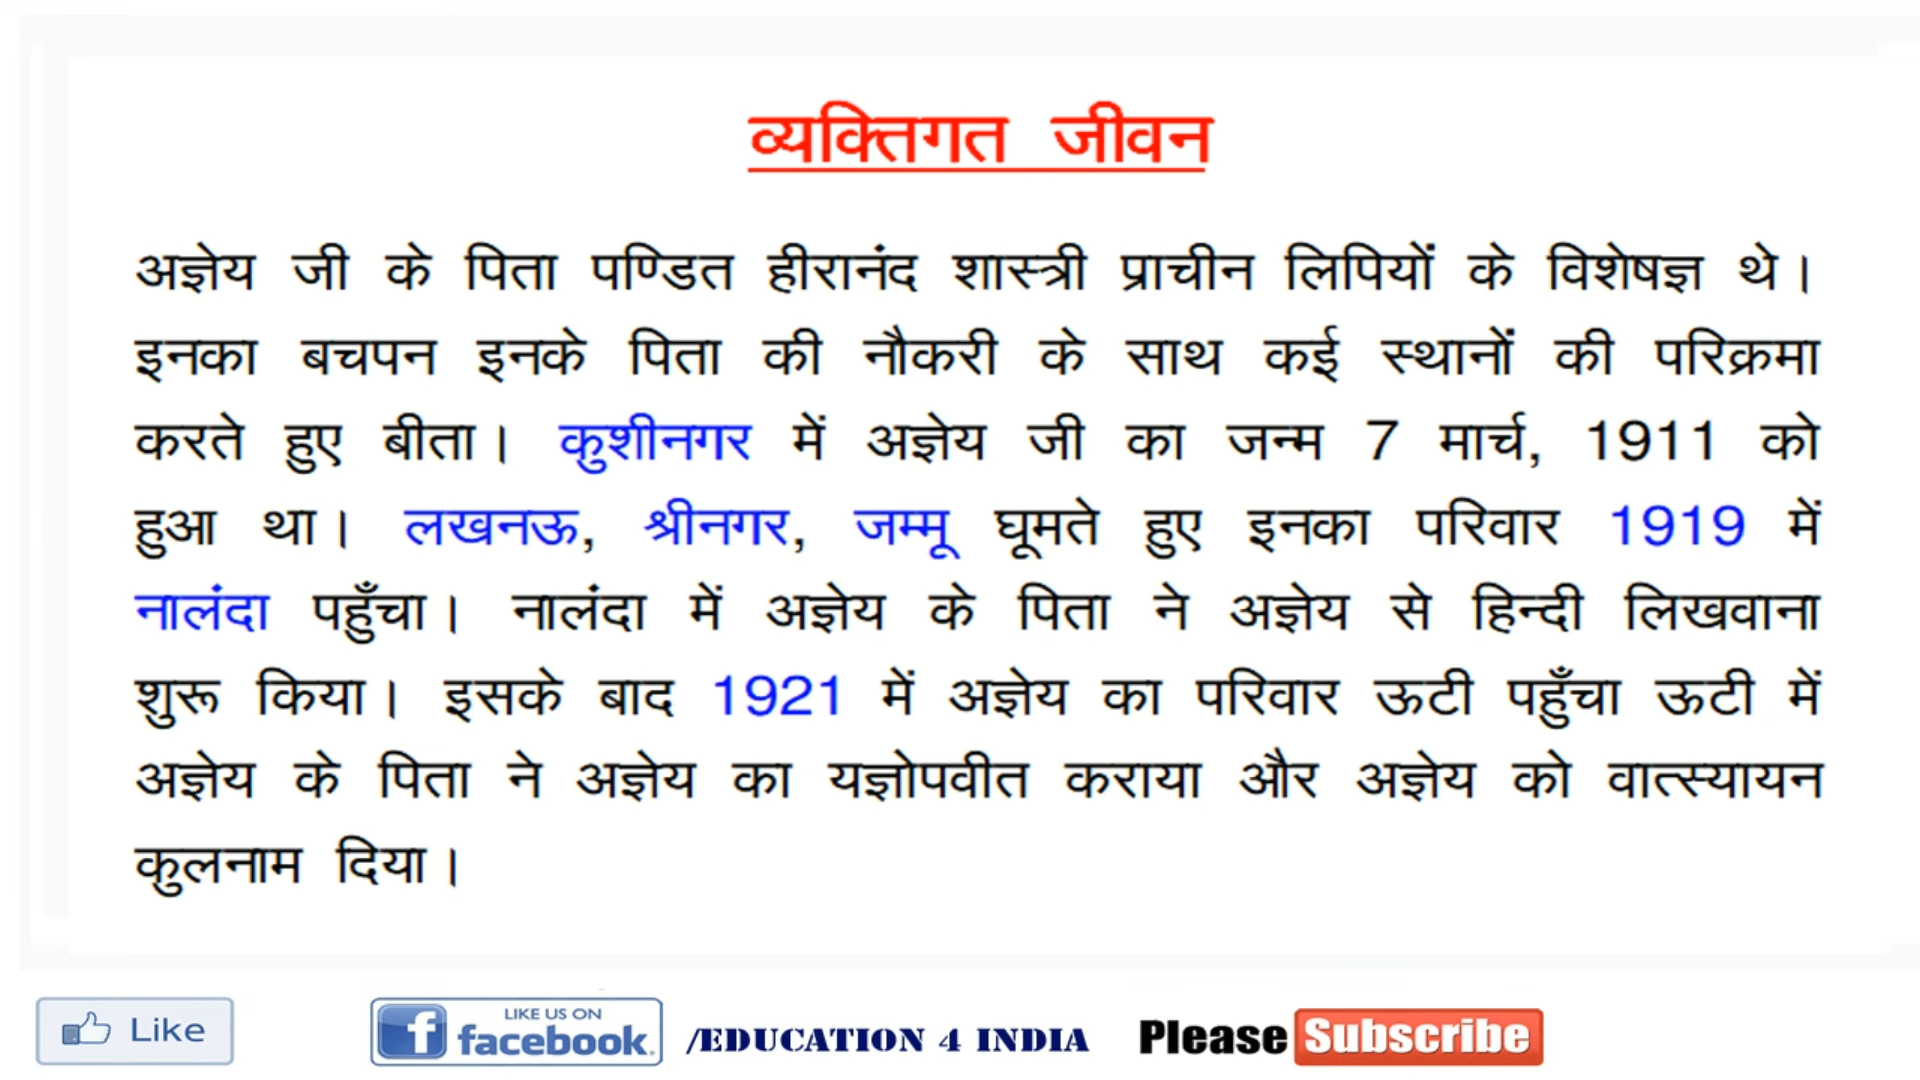 व्यक्तिगत जीवन
अज्ञेय जी के पिता पण्डित हीरानंद शास्त्री प्राचीन लिपियों के विशेषज्ञ थे।
इनका बचपन इनके पिता की नौकरी के साथ कई स्थानों की परिक्रमा
करते हुए बीता। कुशीनगर में अज्ञेय जी का जन्म 7 मार्च, 1911 को
हुआ था। लखनऊ, श्रीनगर, जम्मू घूमते हुए इनका परिवार 1919 में
नालंदा पहुँचा। नालंदा में अज्ञेय के पिता ने अज्ञेय से हिन्दी लिखवाना
शुरू किया। इसके बाद 1921 में अज्ञेय का परिवार ऊटी पहुँचा ऊटी में
अज्ञेय के पिता ने अज्ञेय का यज्ञोपवीत कराया और अज्ञेय को वात्स्यायन
कुलनाम दिया।
Like
LIKE US ON
facebook. /EDUCATION 4 INDIA Please Subscribe